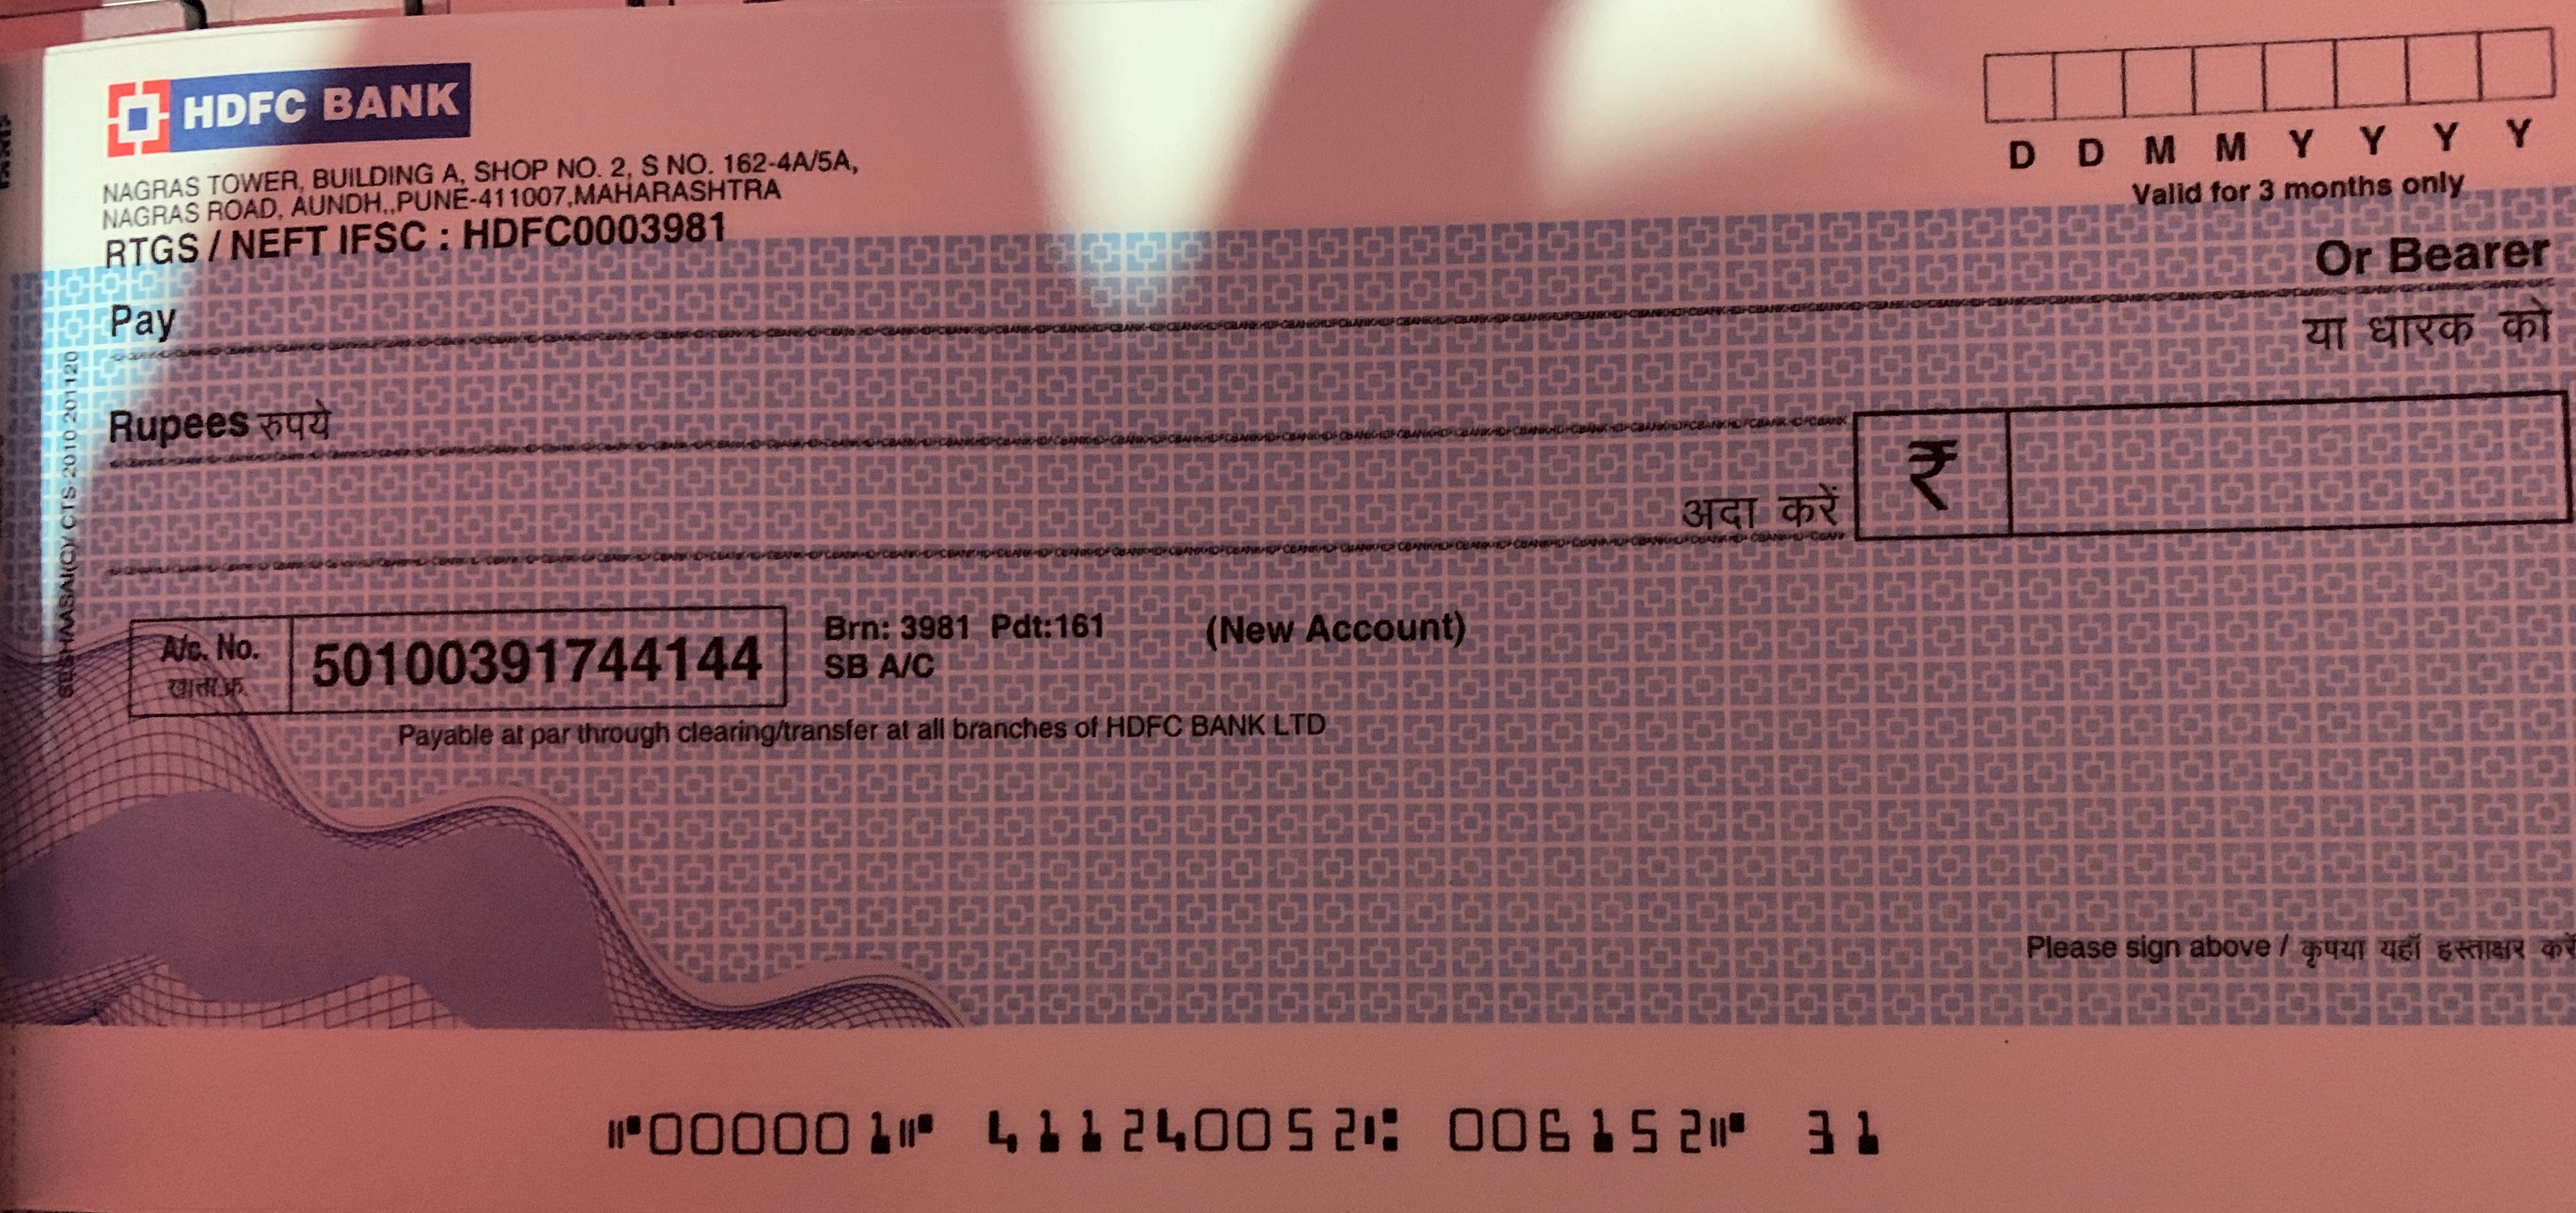 HDFC BANK
NAGRAS TOWER, BUILDING A, SHOP NO. 2, S NO. 162-4A/5A,
NAGRAS ROAD, AUNDH,,PUNE-411007,MAHARASHTRA
RTGS / NEFT IFSC : HDFC0003981
D D M M Y Y Y Y
Valid for 3 months only
Pay
Or Bearer
या धारक को
Rupees रुपये
अदा करें
₹
A/c. No.
खाता क्र.
50100391744144
Brn: 3981 Pdt:161
SB A/C
(New Account)
Payable at par through clearing/transfer at all branches of HDFC BANK LTD
CTS-2010 201120
Please sign above / कृपया यहाँ हस्ताक्षर करें
⑈000001⑈ 411240052⑆ 006152⑈ 31